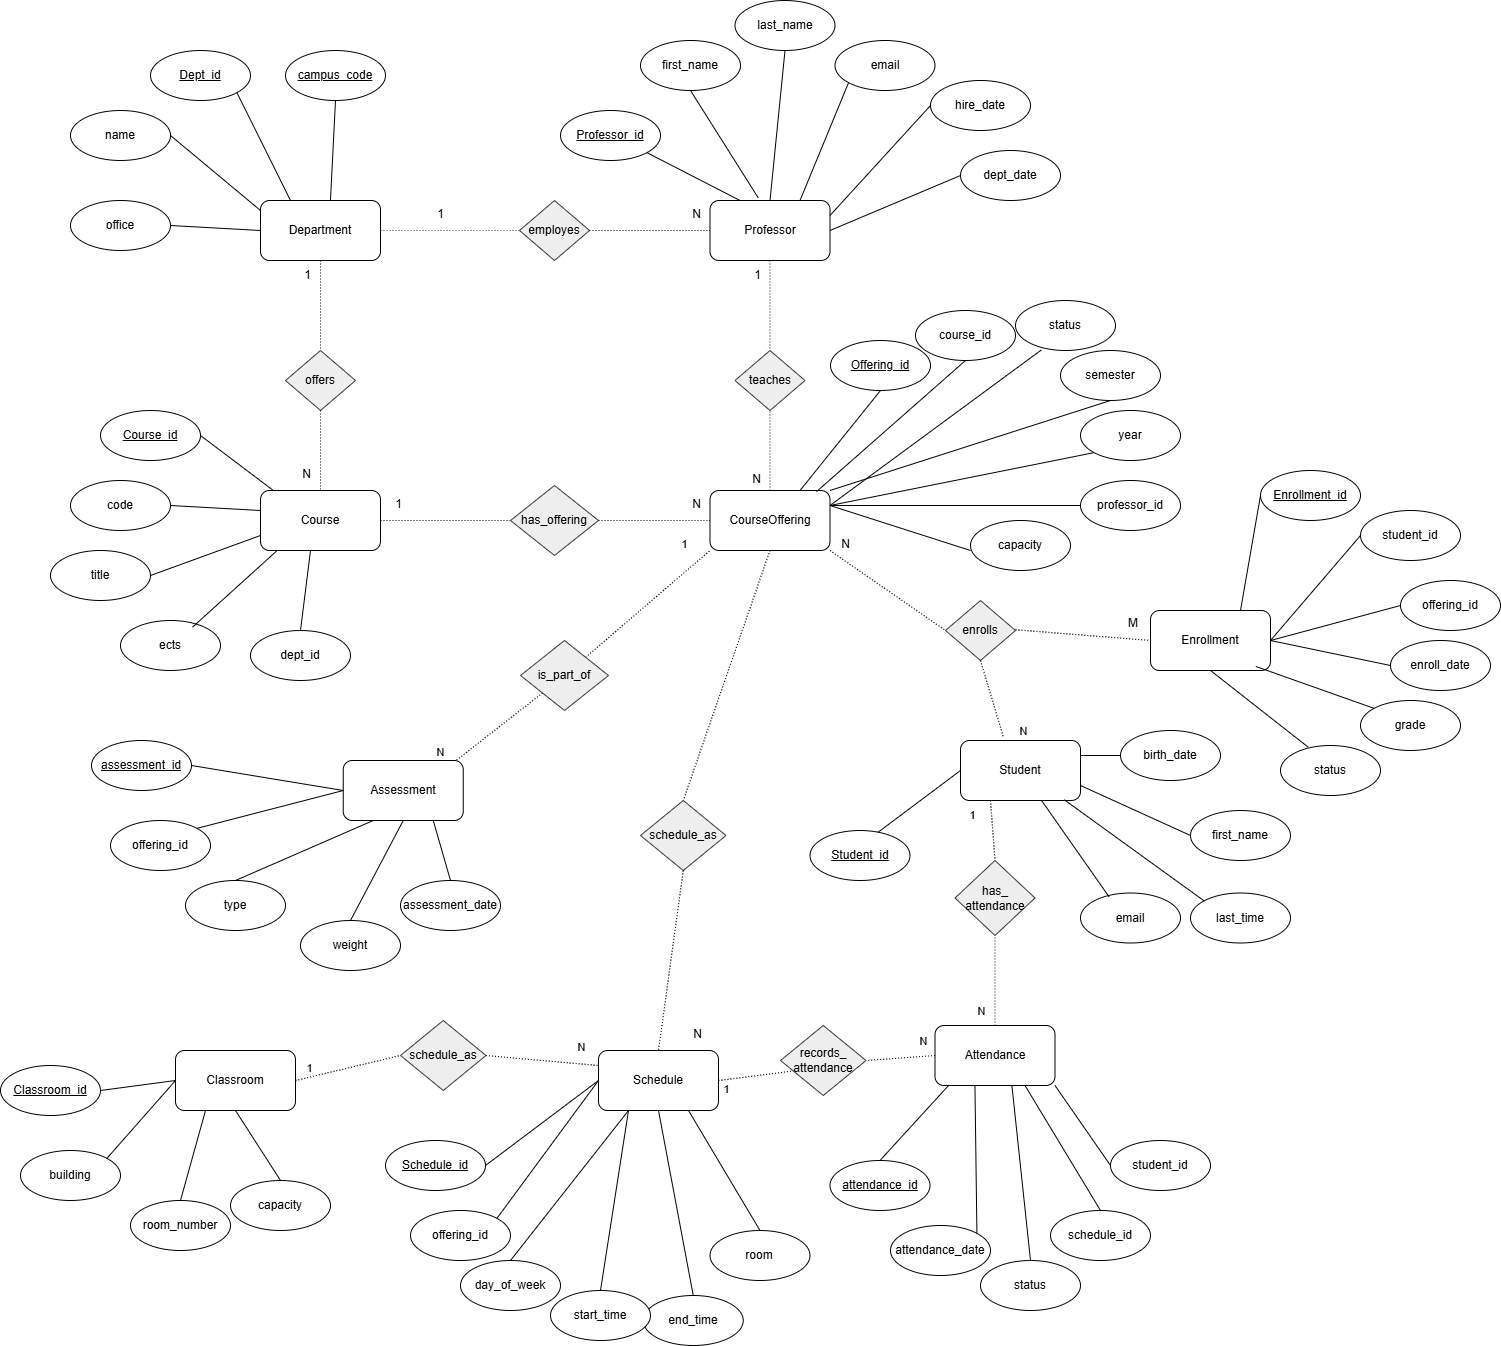 last_name
first_name
email
Dept_id
campus_code
hire_date
name
Professor_id
dept_date
office
Department
1
employes
N
Professor
1
1
offers
teaches
Offering_id
course_id
status
semester
Course_id
year
N
N
code
Course
1
has_offering
N
CourseOffering
professor_id
capacity
1
N
title
ects
dept_id
Enrollment_id
student_id
offering_id
enroll_date
grade
status
Enrollment
M
enrolls
is_part_of
N
N
assessment_id
Assessment
offering_id
type
weight
assessment_date
schedule_as
Student
birth_date
first_name
last_time
email
Student_id
1
has_
attendance
N
Classroom
1
schedule_as
N
N
Schedule
1
records_
attendance
N
Attendance
Classroom_id
building
room_number
capacity
Schedule_id
offering_id
day_of_week
start_time
end_time
room
attendance_id
attendance_date
status
schedule_id
student_id